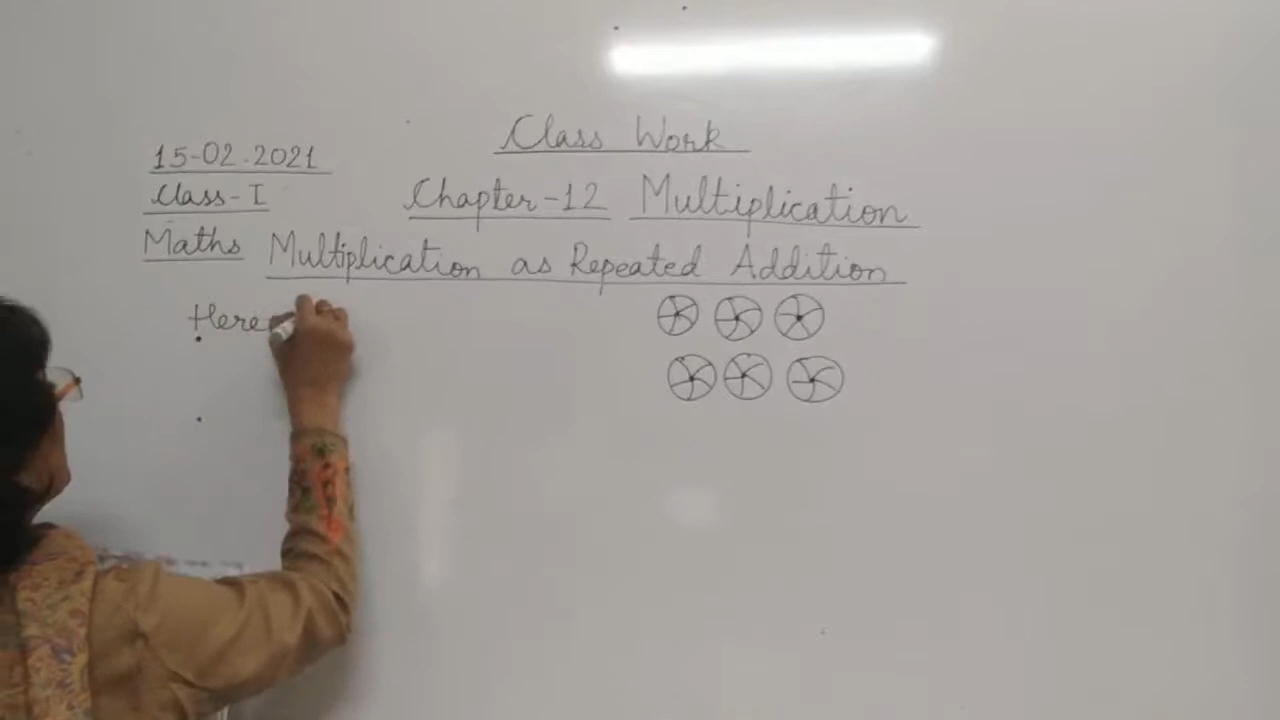 Class Work
15-02.2021
Class-I
Chapter-12 Multiplication
Maths Multiplication as Repeated Addition
Here